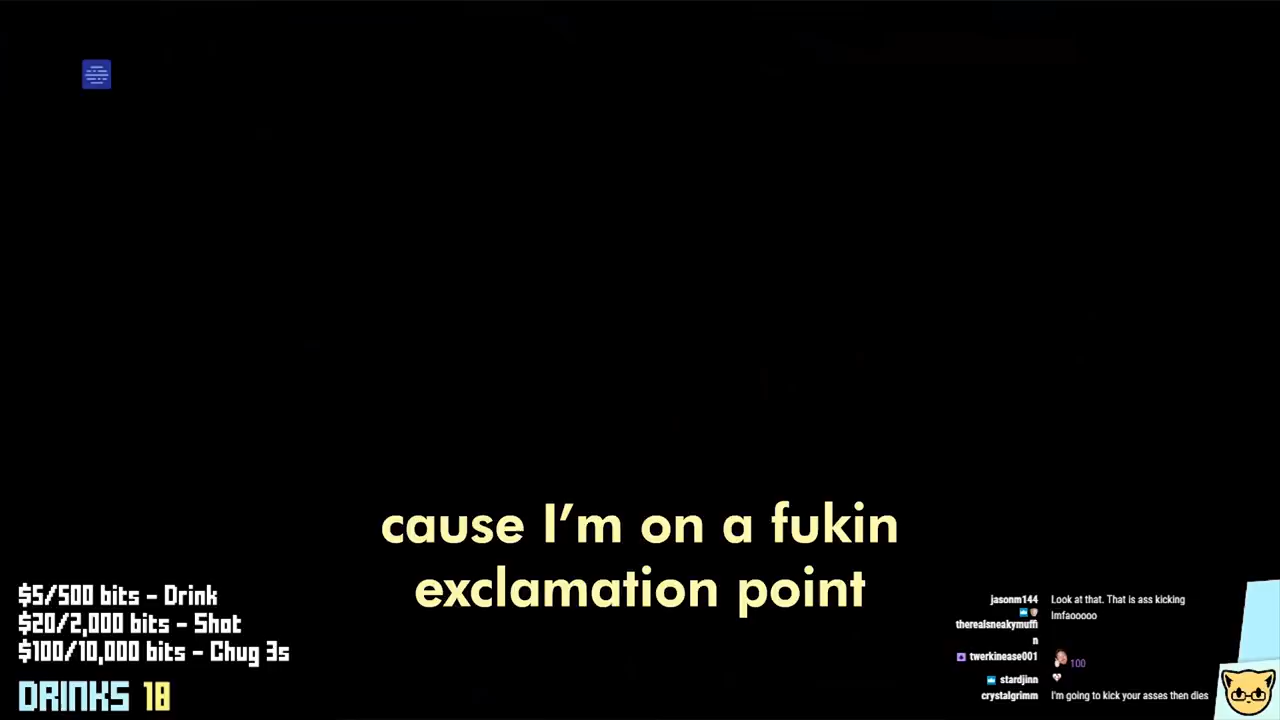 cause I'm on a fukin
exclamation point
$5/500 bits - Drink
$20/2,000 bits - Shot
$100/10,000 bits - Chug 3s
DRINKS 18
jasonm144 Look at that. That is ass kicking
lmfaooooo
therealsneakymuffi
n
twerkinease001 100
stardjinn
crystalgrimm I'm going to kick your asses then dies